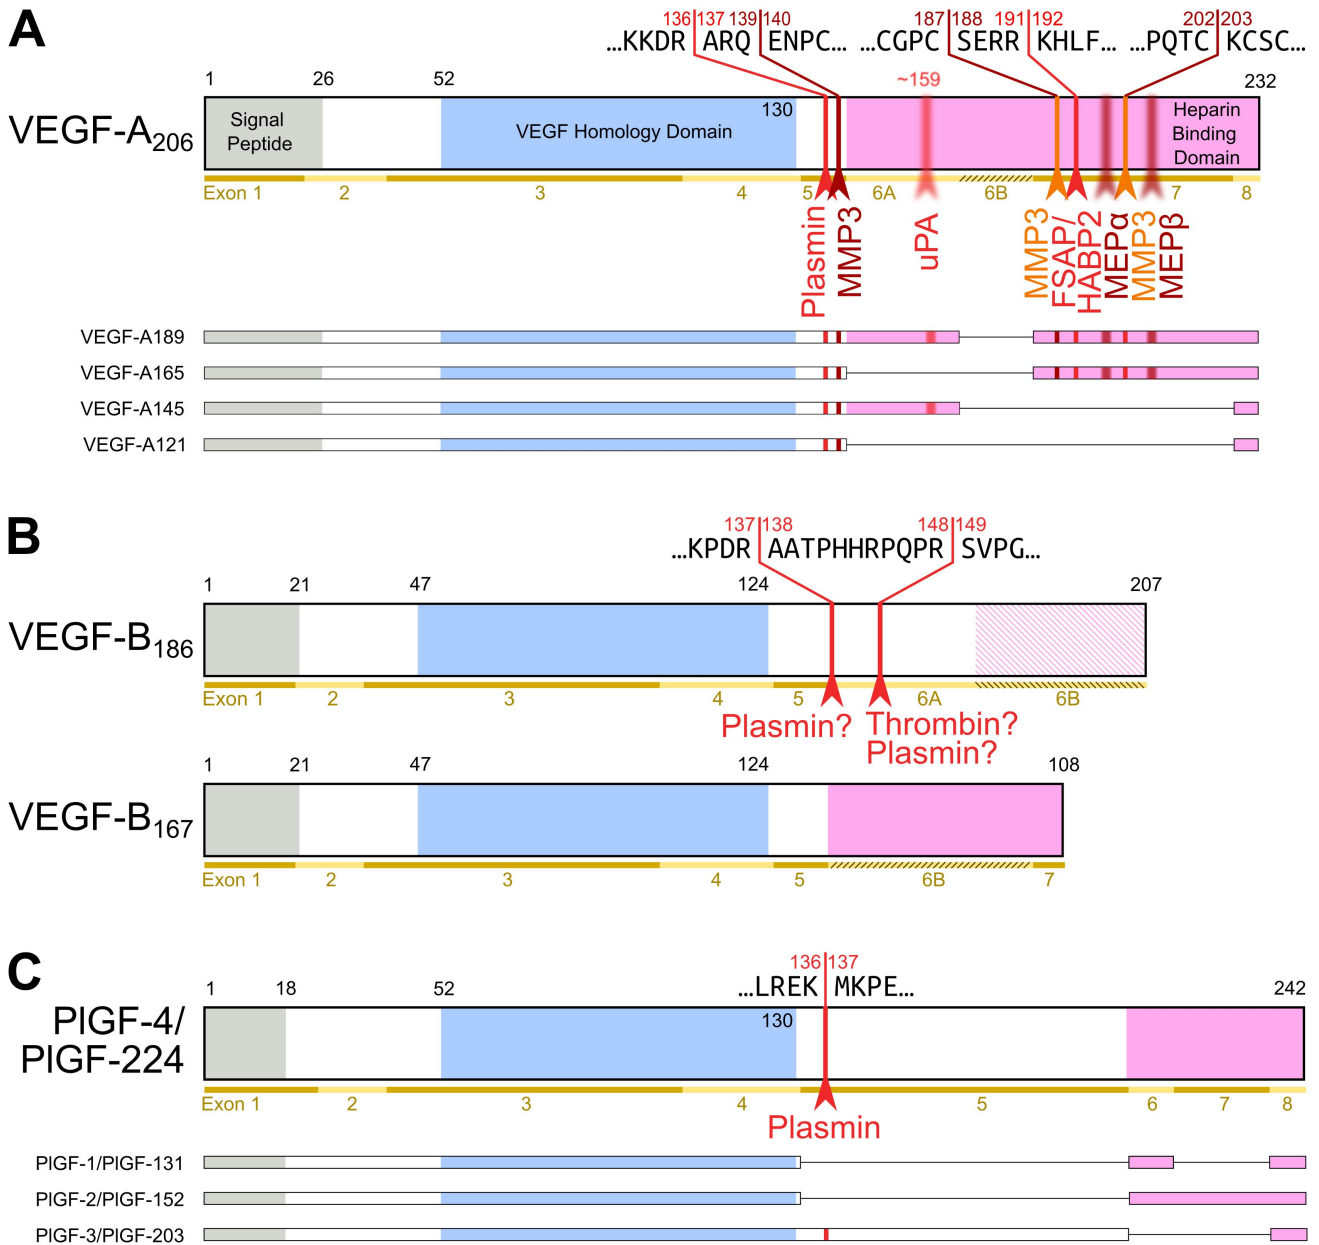 A
136 137 139 140 187 188 191 192 202 203
...KKDR ARQ ENPC... ...CGPC SERR KHLF... ...PQTC KCSC...
1 26 52 ~159 232
VEGF-A206
Signal Peptide
VEGF Homology Domain
130
Heparin Binding Domain
Exon 1 2 3 4 5 6A 6B 7 8
Plasmin
MMP3
uPA
MMP3
FSAP/
HABP2
MEPα
MMP3
MEPβ
VEGF-A189
VEGF-A165
VEGF-A145
VEGF-A121
B
137 138 148 149
...KPDR AATPHHRPQPR SVPG...
1 21 47 124 207
VEGF-B186
Exon 1 2 3 4 5 6A 6B
Plasmin? Thrombin?
Plasmin?
1 21 47 124 108
VEGF-B167
Exon 1 2 3 4 5 6B 7
C
136 137
...LREK MKPE...
1 18 52 242
PlGF-4/
PlGF-224
130
Exon 1 2 3 4 5 6 7 8
Plasmin
PlGF-1/PlGF-131
PlGF-2/PlGF-152
PlGF-3/PlGF-203